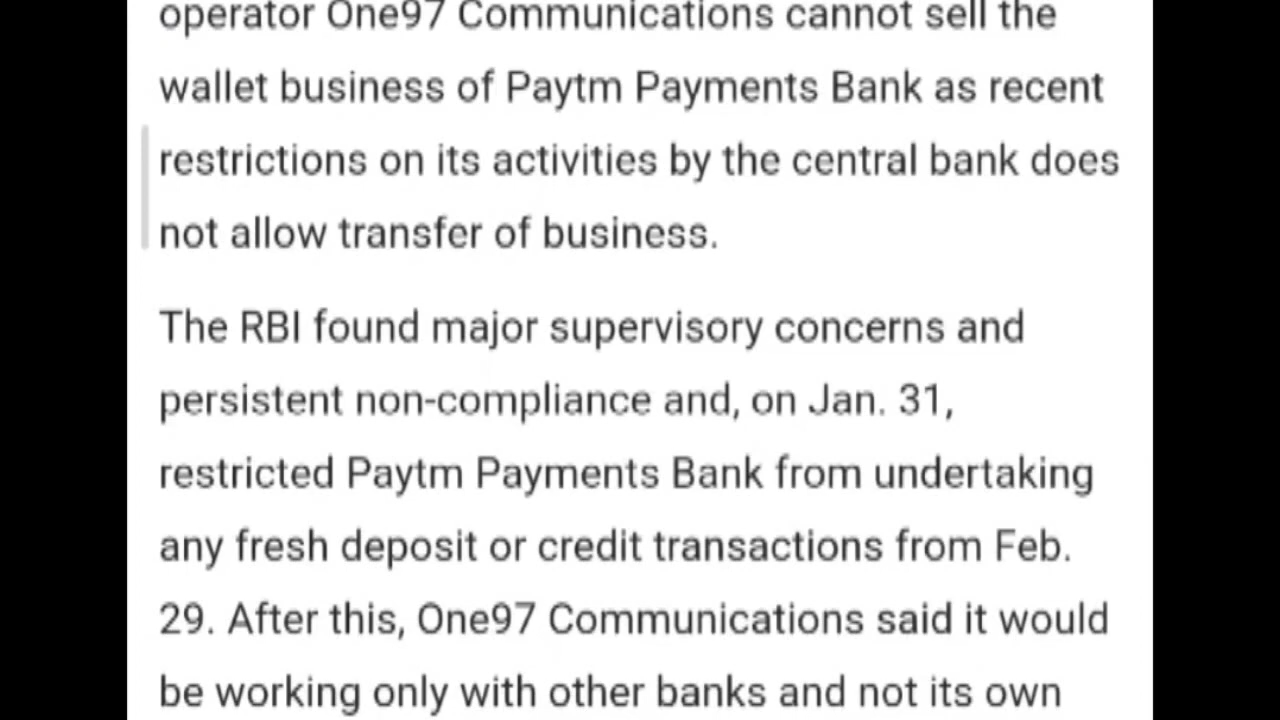 operator One97 Communications cannot sell the
wallet business of Paytm Payments Bank as recent
restrictions on its activities by the central bank does
not allow transfer of business.
The RBI found major supervisory concerns and
persistent non-compliance and, on Jan. 31,
restricted Paytm Payments Bank from undertaking
any fresh deposit or credit transactions from Feb.
29. After this, One97 Communications said it would
be working only with other banks and not its own